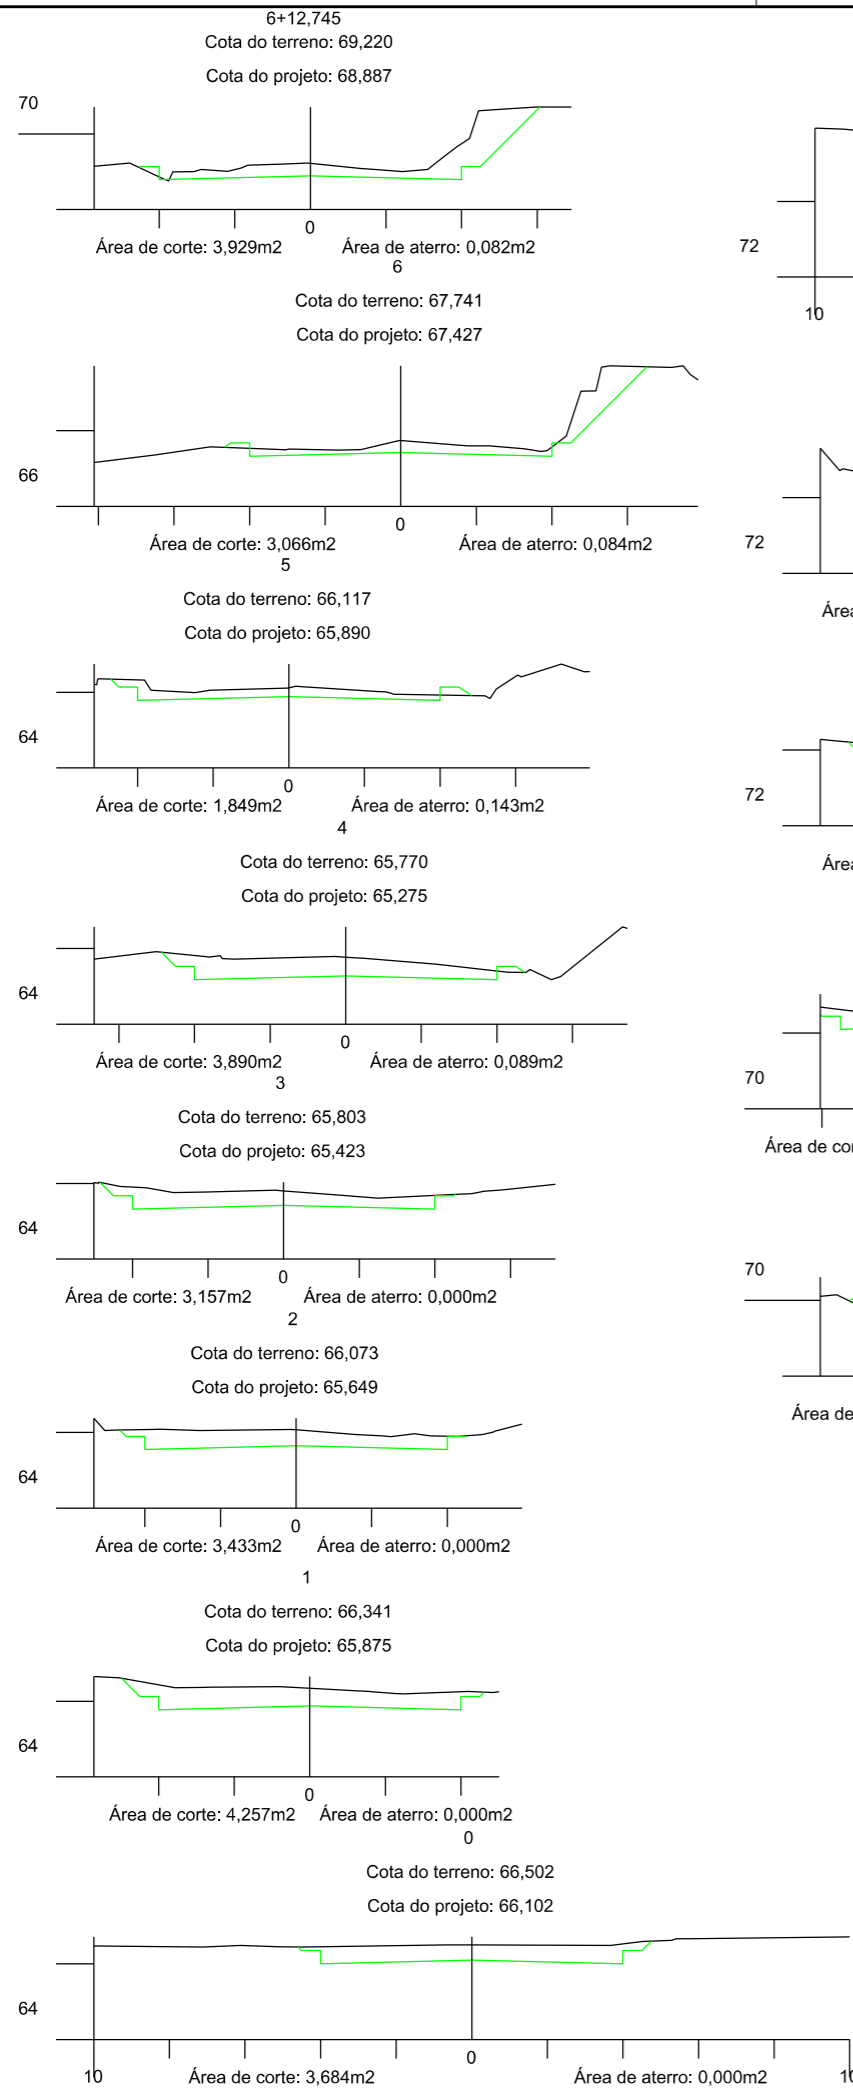 6+12,745
Cota do terreno: 69,220
Cota do projeto: 68,887
70
0
Área de corte: 3,929m2 Área de aterro: 0,082m2
6
Cota do terreno: 67,741
Cota do projeto: 67,427
66
0
Área de corte: 3,066m2 Área de aterro: 0,084m2
5
Cota do terreno: 66,117
Cota do projeto: 65,890
64
0
Área de corte: 1,849m2 Área de aterro: 0,143m2
4
Cota do terreno: 65,770
Cota do projeto: 65,275
64
0
Área de corte: 3,890m2 Área de aterro: 0,089m2
3
Cota do terreno: 65,803
Cota do projeto: 65,423
64
0
Área de corte: 3,157m2 Área de aterro: 0,000m2
2
Cota do terreno: 66,073
Cota do projeto: 65,649
64
0
Área de corte: 3,433m2 Área de aterro: 0,000m2
1
Cota do terreno: 66,341
Cota do projeto: 65,875
64
0
Área de corte: 4,257m2 Área de aterro: 0,000m2
0
Cota do terreno: 66,502
Cota do projeto: 66,102
64
0
10 Área de corte: 3,684m2 Área de aterro: 0,000m2
72
10
72
Área
72
Área
70
Área de
70
Área de